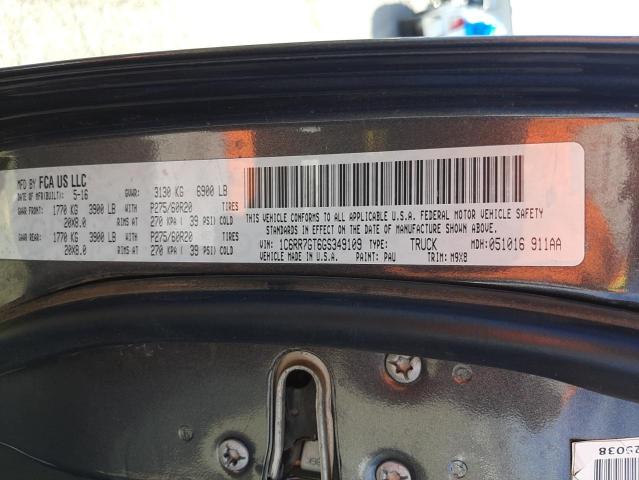 MFD BY FCA US LLC
DATE OF MFR(BUILT): 5-16 GVWR: 3130 KG 6900 LB
GAWR FRONT: 1770 KG 3900 LB WITH P275/60R20 TIRES
20X8.0 RIMS AT 270 KPA ( 39 PSI) COLD
GAWR REAR: 1770 KG 3900 LB WITH P275/60R20 TIRES
20X8.0 RIMS AT 270 KPA ( 39 PSI) COLD
THIS VEHICLE CONFORMS TO ALL APPLICABLE U.S.A. FEDERAL MOTOR VEHICLE SAFETY
STANDARDS IN EFFECT ON THE DATE OF MANUFACTURE SHOWN ABOVE.
VIN: 1C6RR7GT6GS349109 TYPE: TRUCK MDH: 051016 911AA
VEHICLE MADE IN U.S.A. PAINT: PAU TRIM: M9X8
25038